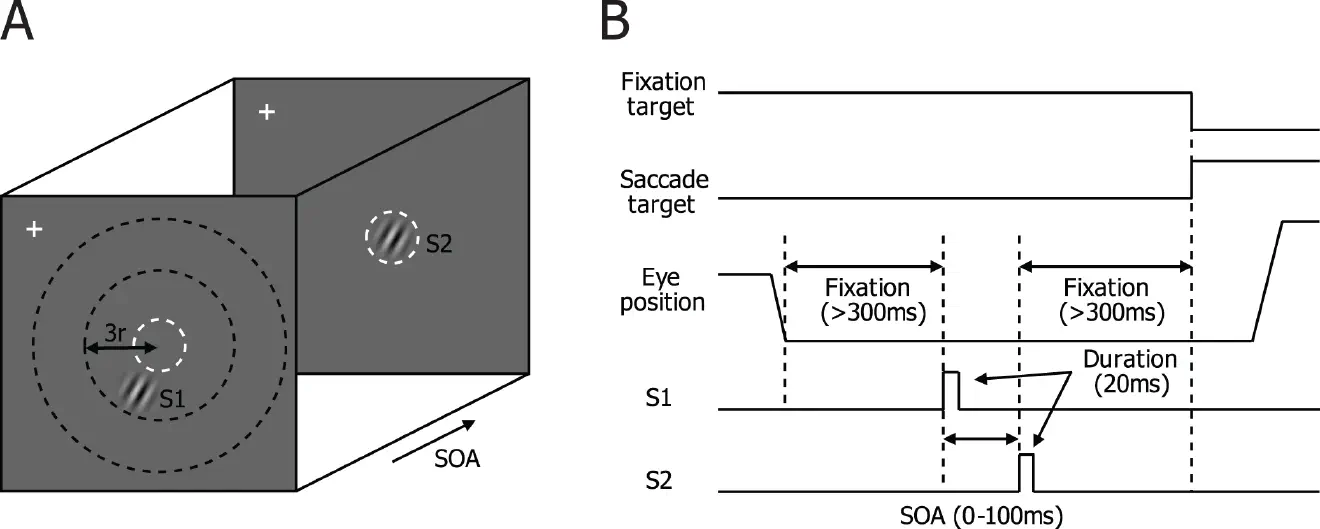 A
S2
3r
S1
SOA
B
Fixation
target
Saccade
target
Eye
position
Fixation
(>300ms)
Fixation
(>300ms)
Duration
(20ms)
S1
S2
SOA (0-100ms)